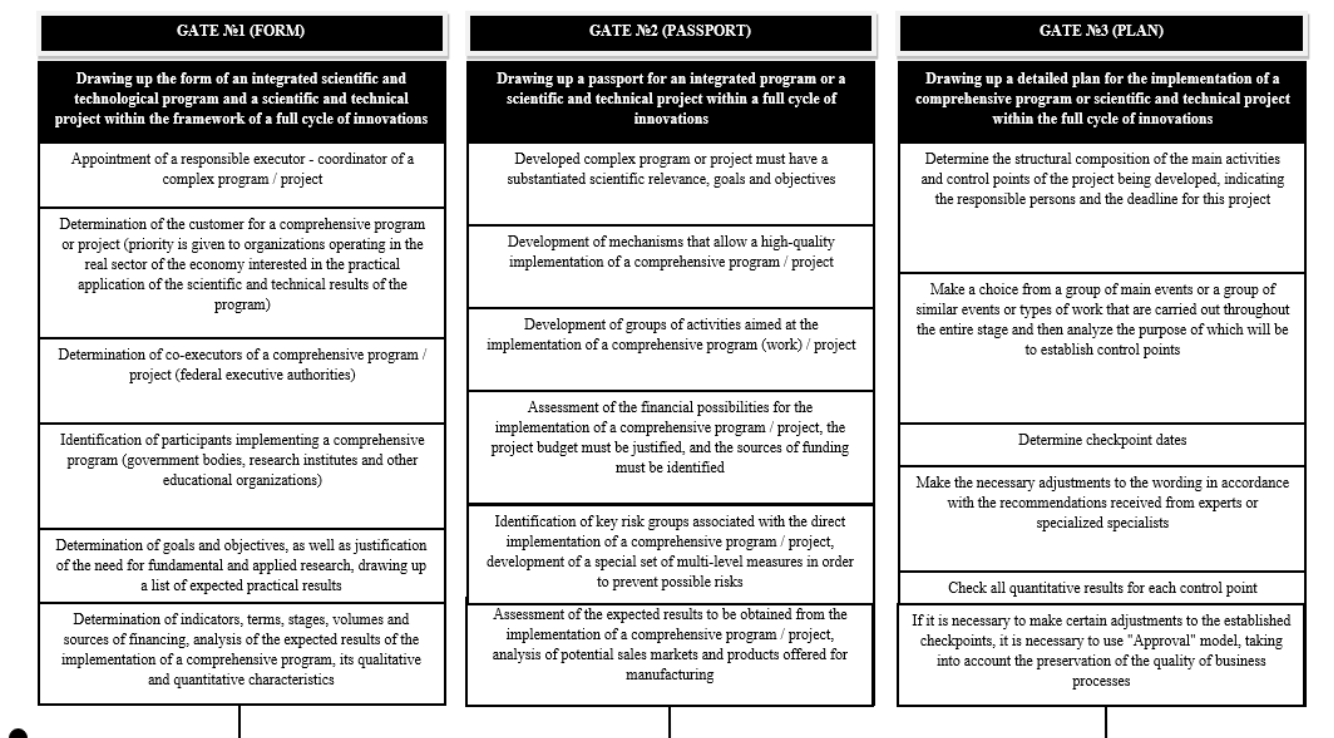 GATE №1 (FORM)
Drawing up the form of an integrated scientific and
technological program and a scientific and technical
project within the framework of a full cycle of innovations
Appointment of a responsible executor - coordinator of a
complex program / project
Determination of the customer for a comprehensive program
or project (priority is given to organizations operating in the
real sector of the economy interested in the practical
application of the scientific and technical results of the
program)
Determination of co-executors of a comprehensive program /
project (federal executive authorities)
Identification of participants implementing a comprehensive
program (government bodies, research institutes and other
educational organizations)
Determination of goals and objectives, as well as justification
of the need for fundamental and applied research, drawing up
a list of expected practical results
Determination of indicators, terms, stages, volumes and
sources of financing, analysis of the expected results of the
implementation of a comprehensive program, its qualitative
and quantitative characteristics
GATE №2 (PASSPORT)
Drawing up a passport for an integrated program or a
scientific and technical project within a full cycle of
innovations
Developed complex program or project must have a
substantiated scientific relevance, goals and objectives
Development of mechanisms that allow a high-quality
implementation of a comprehensive program / project
Development of groups of activities aimed at the
implementation of a comprehensive program (work) / project
Assessment of the financial possibilities for the
implementation of a comprehensive program / project, the
project budget must be justified, and the sources of funding
must be identified
Identification of key risk groups associated with the direct
implementation of a comprehensive program / project,
development of a special set of multi-level measures in order
to prevent possible risks
Assessment of the expected results to be obtained from the
implementation of a comprehensive program / project,
analysis of potential sales markets and products offered for
manufacturing
GATE №3 (PLAN)
Drawing up a detailed plan for the implementation of a
comprehensive program or scientific and technical project
within the full cycle of innovations
Determine the structural composition of the main activities
and control points of the project being developed, indicating
the responsible persons and the deadline for this project
Make a choice from a group of main events or a group of
similar events or types of work that are carried out throughout
the entire stage and then analyze the purpose of which will be
to establish control points
Determine checkpoint dates
Make the necessary adjustments to the wording in accordance
with the recommendations received from experts or
specialized specialists
Check all quantitative results for each control point
If it is necessary to make certain adjustments to the established
checkpoints, it is necessary to use "Approval" model, taking
into account the preservation of the quality of business
processes